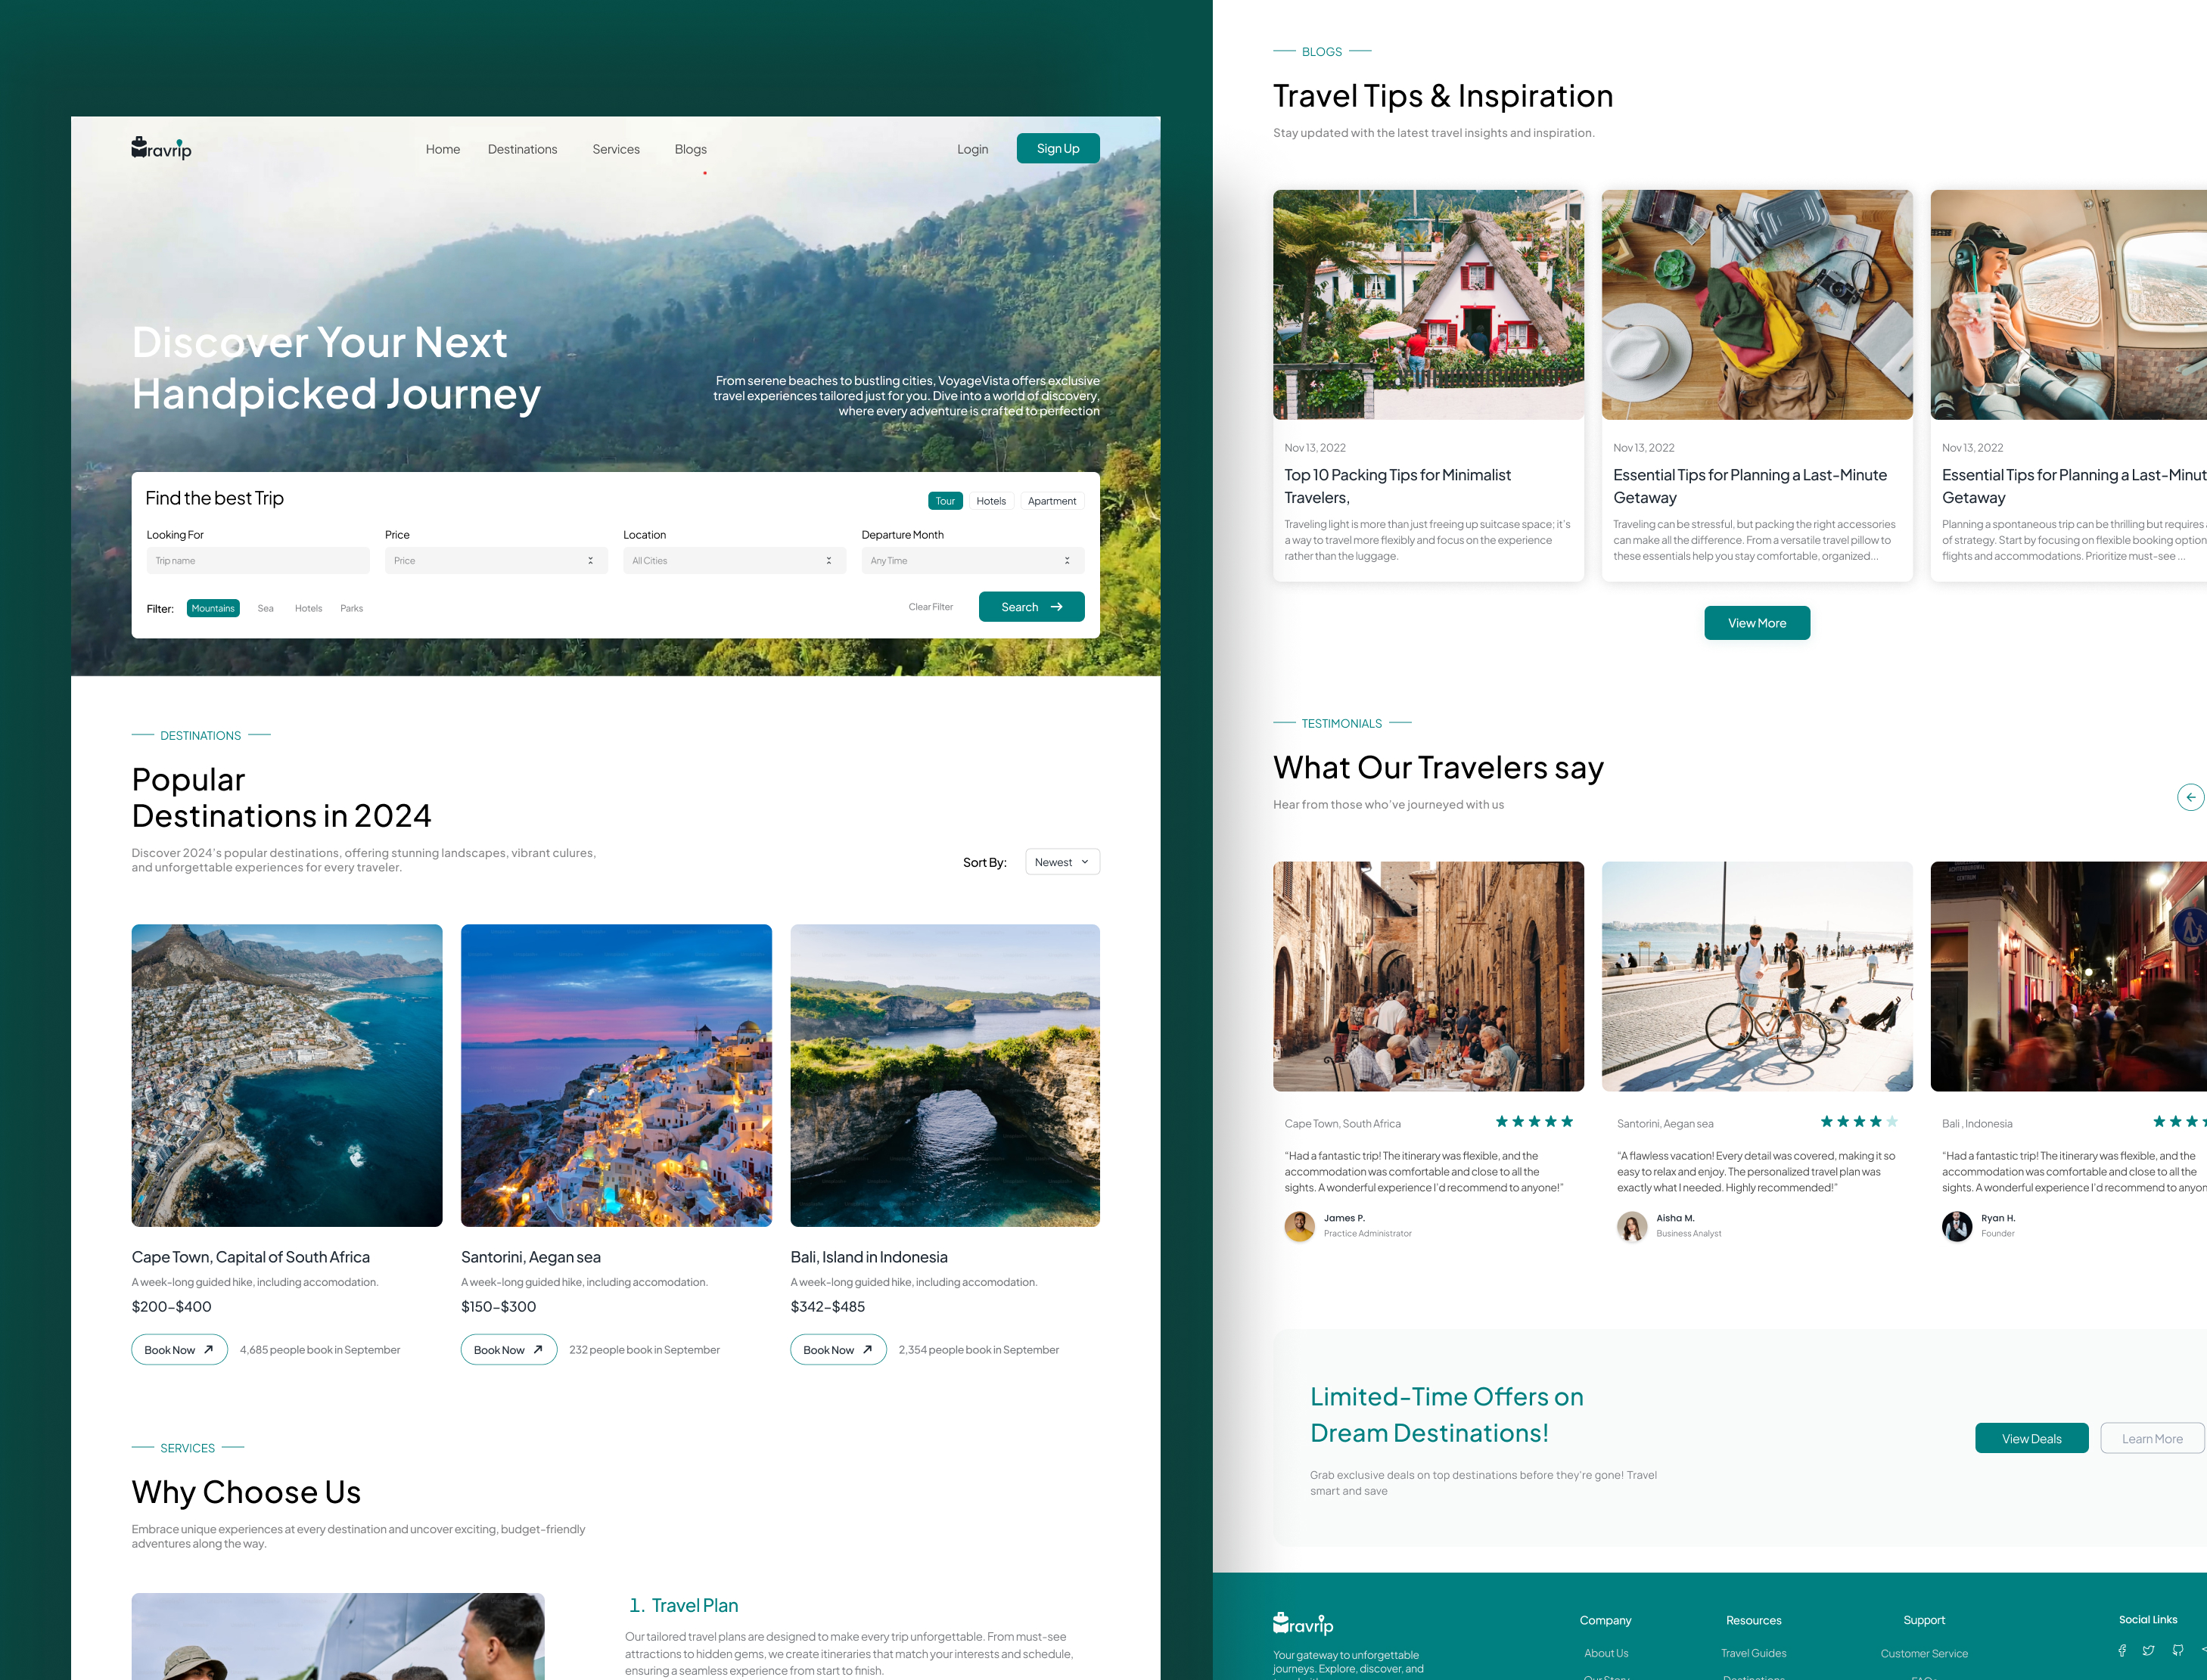 ravrip
Home Destinations Services Blogs
Login Sign Up
Discover Your Next
Handpicked Journey
From serene beaches to bustling cities, VoyageVista offers exclusive
travel experiences tailored just for you. Dive into a world of discovery,
where every adventure is crafted to perfection
Find the best Trip
Tour Hotels Apartment
Looking For Price Location Departure Month
Trip name Price All Cities Any Time
Filter: Mountains Sea Hotels Parks
Clear Filter Search
DESTINATIONS
Popular
Destinations in 2024
Discover 2024's popular destinations, offering stunning landscapes, vibrant culures,
and unforgettable experiences for every traveler.
Sort By: Newest
Cape Town, Capital of South Africa
A week-long guided hike, including accomodation.
$200-$400
Book Now 4,685 people book in September
Santorini, Aegan sea
A week-long guided hike, including accomodation.
$150-$300
Book Now 232 people book in September
Bali, Island in Indonesia
A week-long guided hike, including accomodation.
$342-$485
Book Now 2,354 people book in September
SERVICES
Why Choose Us
Embrace unique experiences at every destination and uncover exciting, budget-friendly
adventures along the way.
1. Travel Plan
Our tailored travel plans are designed to make every trip unforgettable. From must-see
attractions to hidden gems, we create itineraries that match your interests and schedule,
ensuring a seamless experience from start to finish.
BLOGS
Travel Tips & Inspiration
Stay updated with the latest travel insights and inspiration.
Nov 13, 2022
Top 10 Packing Tips for Minimalist
Travelers,
Traveling light is more than just freeing up suitcase space; it's
a way to travel more flexibly and focus on the experience
rather than the luggage.
Nov 13, 2022
Essential Tips for Planning a Last-Minute
Getaway
Traveling can be stressful, but packing the right accessories
can make all the difference. From a versatile travel pillow to
these essentials help you stay comfortable, organized...
Nov 13, 2022
Essential Tips for Planning a Last-Minut
Getaway
Planning a spontaneous trip can be thrilling but requires
of strategy. Start by focusing on flexible booking option
flights and accommodations. Prioritize must-see ...
View More
TESTIMONIALS
What Our Travelers say
Hear from those who've journeyed with us
Cape Town, South Africa
"Had a fantastic trip! The itinerary was flexible, and the
accommodation was comfortable and close to all the
sights. A wonderful experience I'd recommend to anyone!"
James P.
Practice Administrator
Santorini, Aegan sea
"A flawless vacation! Every detail was covered, making it so
easy to relax and enjoy. The personalized travel plan was
exactly what I needed. Highly recommended!"
Aisha M.
Business Analyst
Bali , Indonesia
"Had a fantastic trip! The itinerary was flexible, and the
accommodation was comfortable and close to all the
sights. A wonderful experience I'd recommend to anyon
Ryan H.
Founder
Limited-Time Offers on
Dream Destinations!
Grab exclusive deals on top destinations before they're gone! Travel
smart and save
View Deals Learn More
ravrip
Your gateway to unforgettable
journeys. Explore, discover, and
Company
About Us
Resources
Travel Guides
Support
Customer Service
Social Links